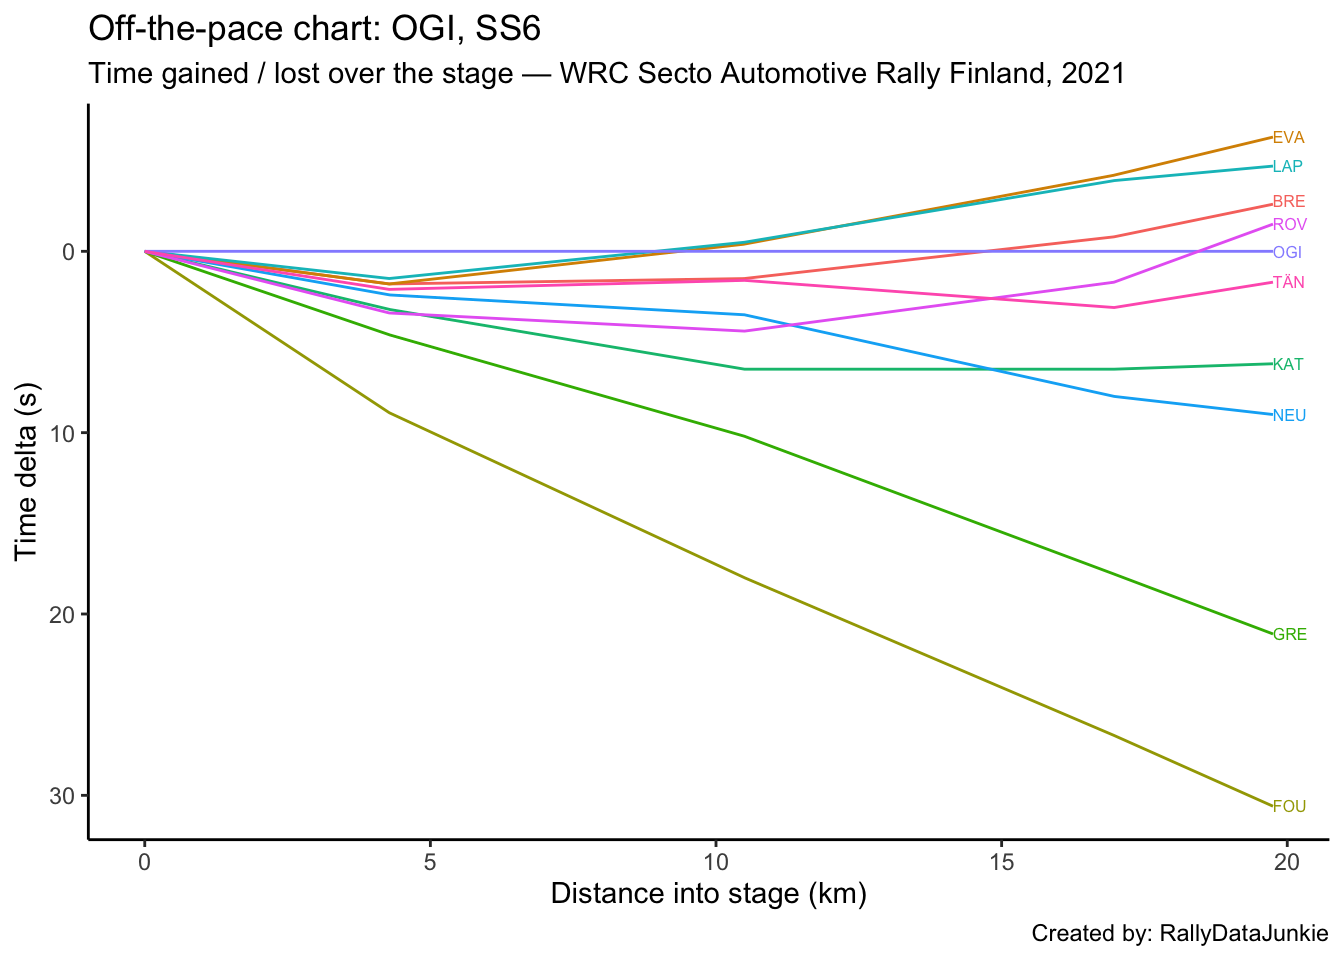 Off-the-pace chart: OGI, SS6
Time gained / lost over the stage — WRC Secto Automotive Rally Finland, 2021
EVA
LAP
BRE
ROV
OGI
TÄN
KAT
NEU
GRE
FOU
0
10
20
30
Time delta (s)
0 5 10 15 20
Distance into stage (km)
Created by: RallyDataJunkie